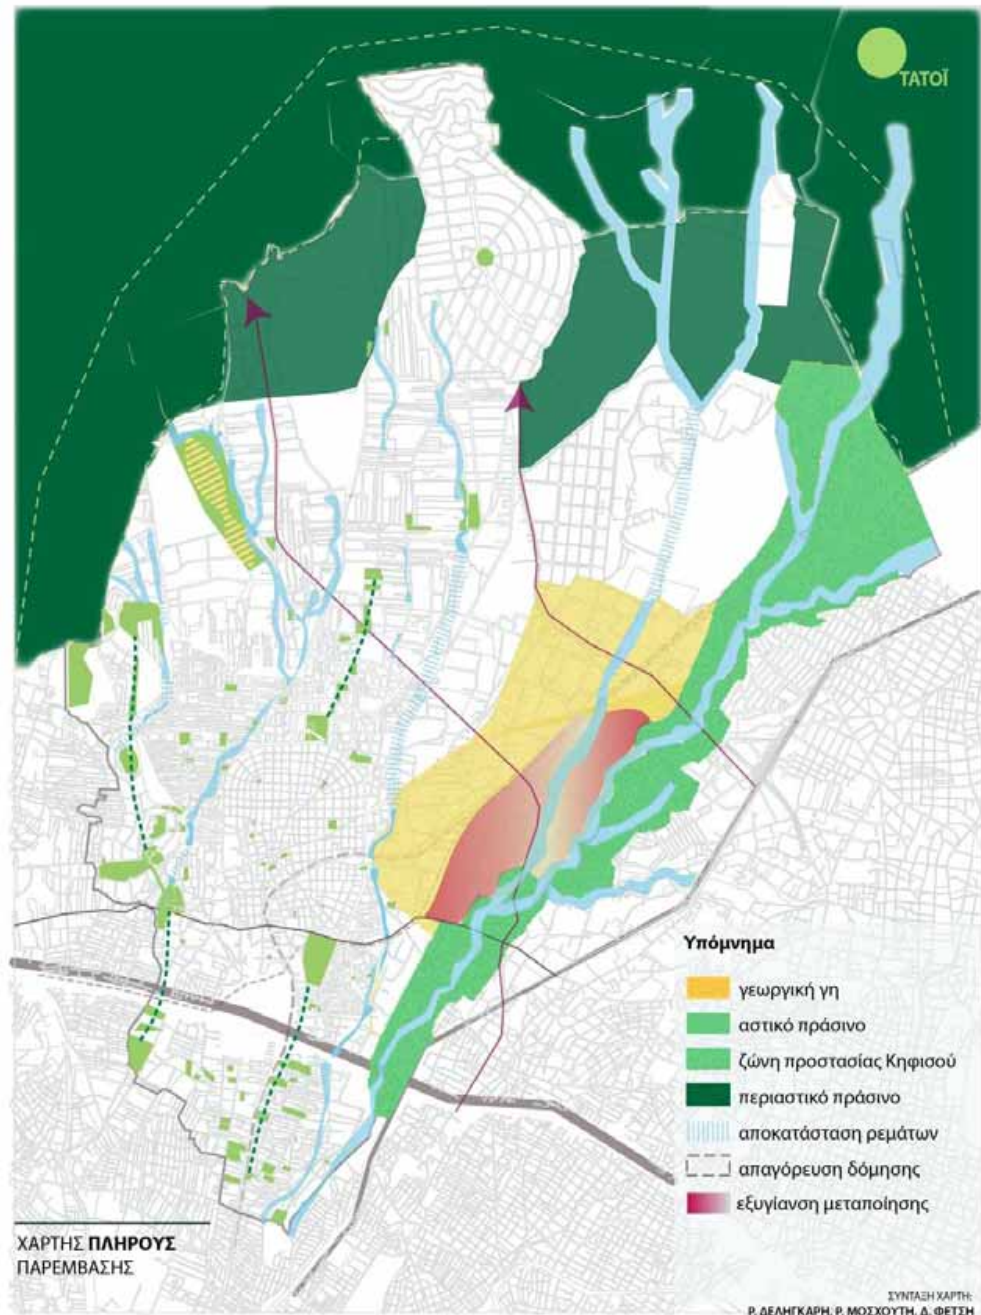 ΤΑΤΟΪ
Υπόμνημα
γεωργική γη
αστικό πράσινο
ζώνη προστασίας Κηφισού
περιαστικό πράσινο
αποκατάσταση ρεμάτων
απαγόρευση δόμησης
εξυγίανση μεταποίησης
ΧΑΡΤΗΣ ΠΛΗΡΟΥΣ
ΠΑΡΕΜΒΑΣΗΣ
ΣΥΝΤΑΞΗ ΧΑΡΤΗ:
Ρ. ΔΕΛΗΓΚΑΡΗ, Ρ. ΜΟΣΧΟΥΤΗ, Δ. ΦΕΤΣΗ